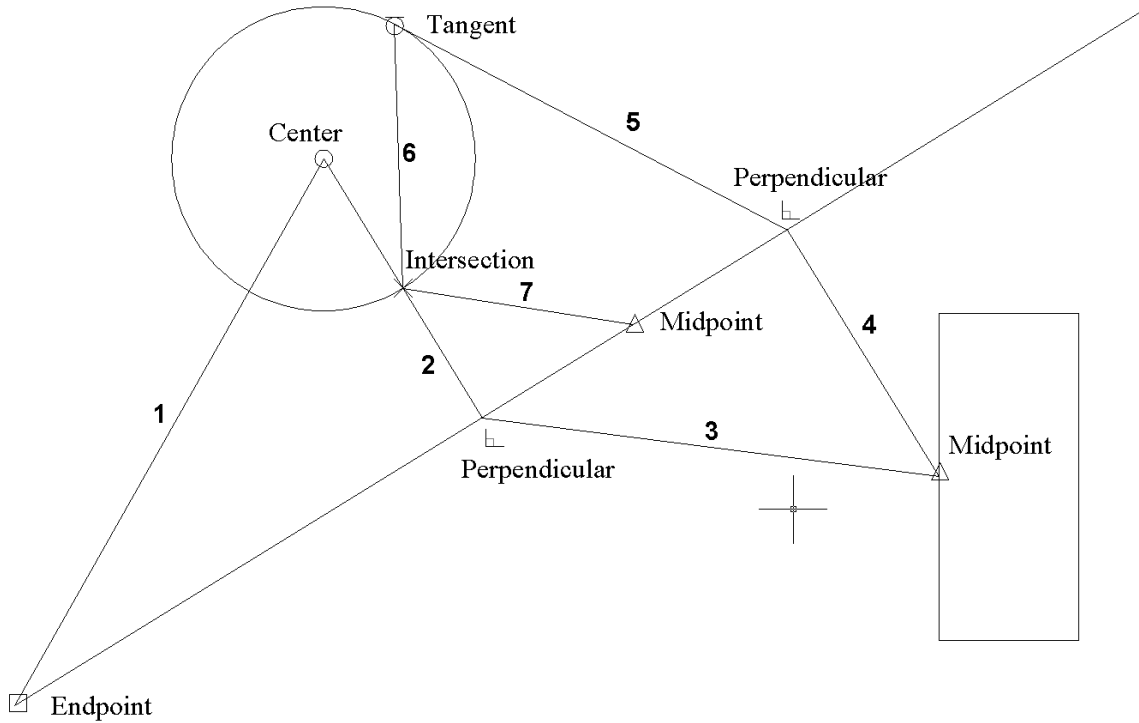 Tangent
5
Center
6
Perpendicular
Intersection
7
Midpoint
4
2
1
3
Midpoint
Perpendicular
Endpoint